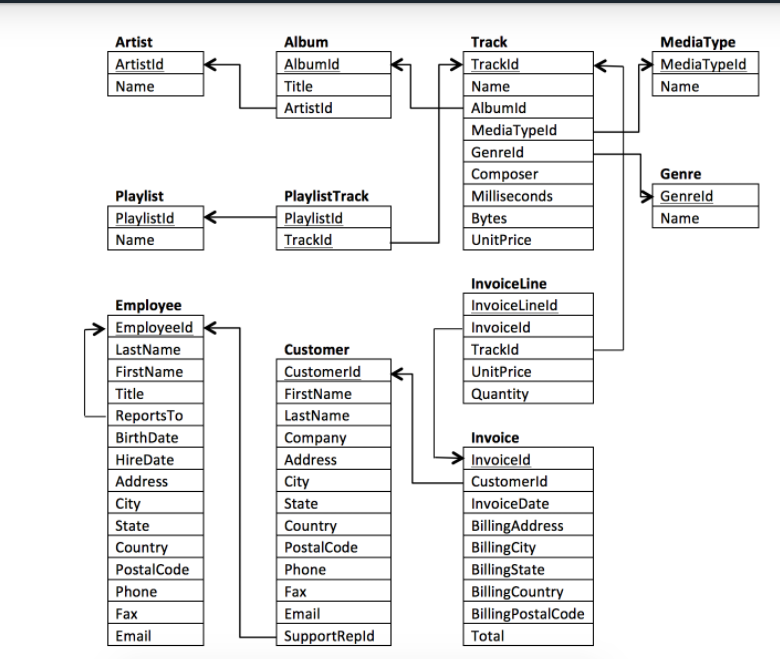 Artist
ArtistId
Name
Album
AlbumId
Title
ArtistId
Track
TrackId
Name
AlbumId
MediaTypeId
GenreId
Composer
Milliseconds
Bytes
UnitPrice
MediaType
MediaTypeId
Name
Genre
GenreId
Name
Playlist
PlaylistId
Name
PlaylistTrack
PlaylistId
TrackId
Employee
EmployeeId
LastName
FirstName
Title
ReportsTo
BirthDate
HireDate
Address
City
State
Country
PostalCode
Phone
Fax
Email
Customer
CustomerId
FirstName
LastName
Company
Address
City
State
Country
PostalCode
Phone
Fax
Email
SupportRepId
InvoiceLine
InvoiceLineId
InvoiceId
TrackId
UnitPrice
Quantity
Invoice
InvoiceId
CustomerId
InvoiceDate
BillingAddress
BillingCity
BillingState
BillingCountry
BillingPostalCode
Total